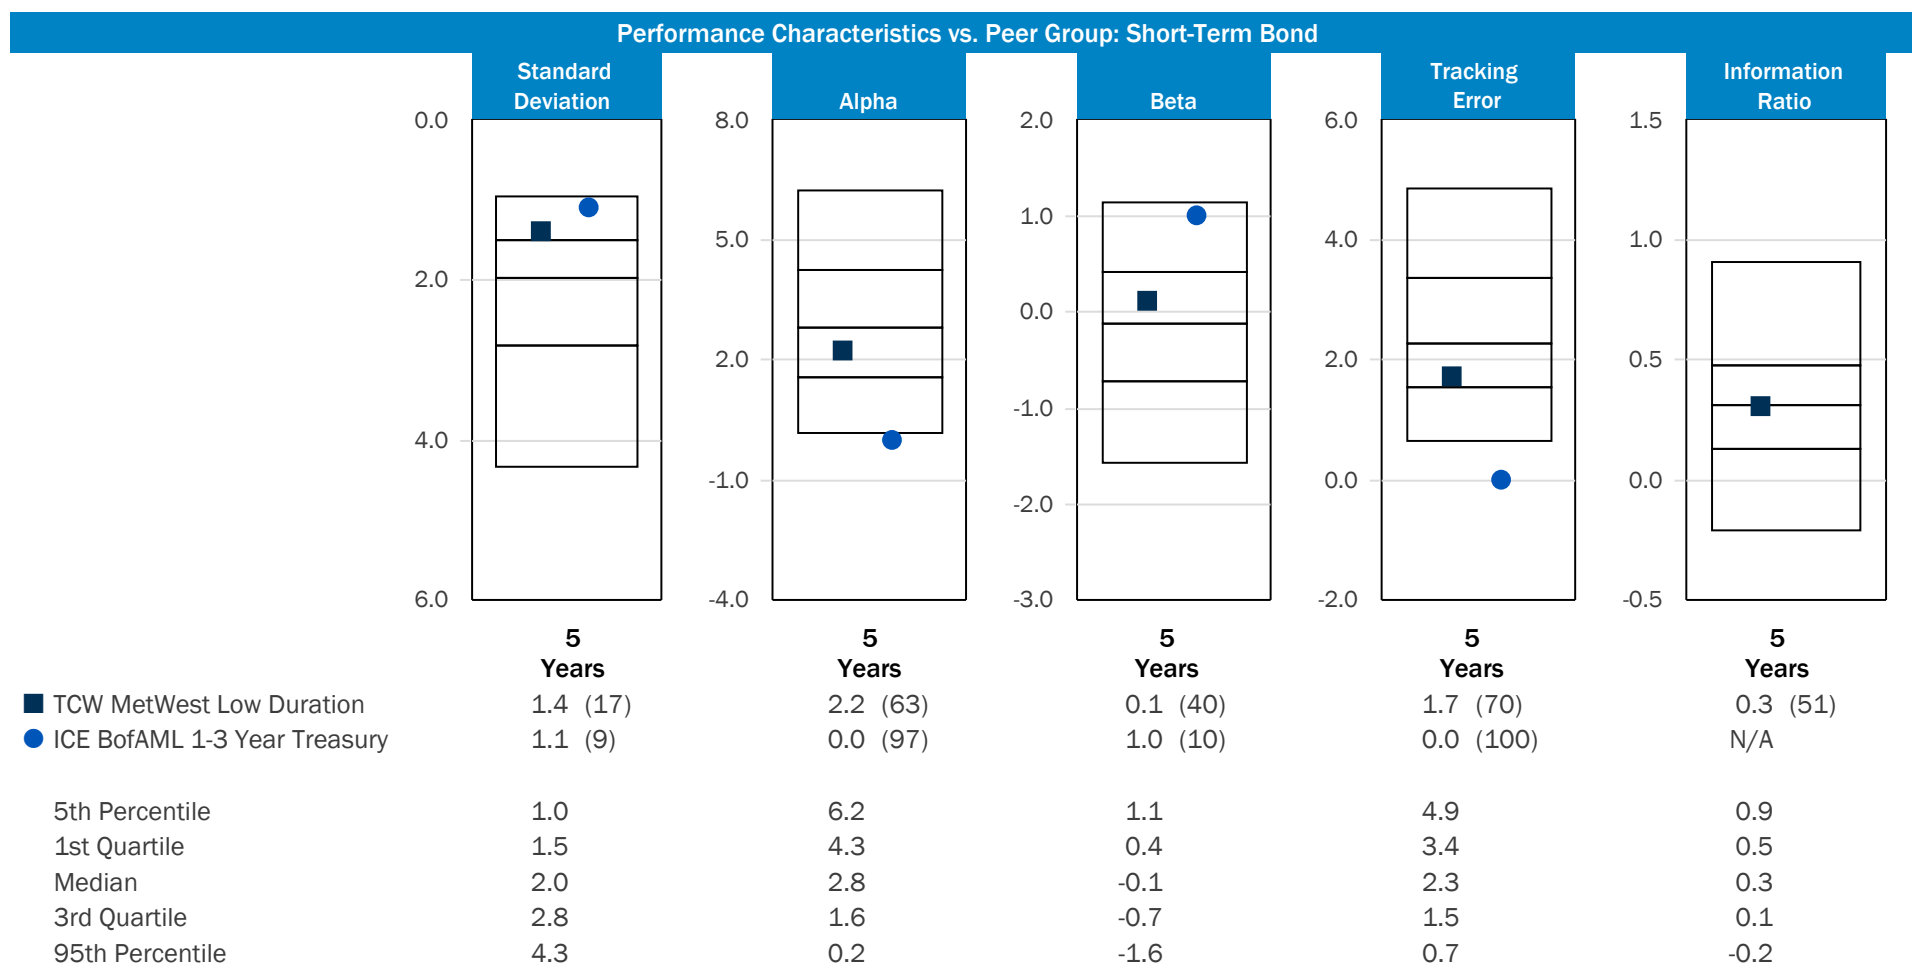 Performance Characteristics vs. Peer Group: Short-Term Bond
Standard Deviation
Alpha
Beta
Tracking Error
Information Ratio
0.0
2.0
4.0
6.0
8.0
5.0
2.0
-1.0
-4.0
2.0
1.0
0.0
-1.0
-2.0
-3.0
6.0
4.0
2.0
0.0
-2.0
1.5
1.0
0.5
0.0
-0.5
5 Years 5 Years 5 Years 5 Years 5 Years
TCW MetWest Low Duration 1.4 (17) 2.2 (63) 0.1 (40) 1.7 (70) 0.3 (51)
ICE BofAML 1-3 Year Treasury 1.1 (9) 0.0 (97) 1.0 (10) 0.0 (100) N/A
5th Percentile 1.0 6.2 1.1 4.9 0.9
1st Quartile 1.5 4.3 0.4 3.4 0.5
Median 2.0 2.8 -0.1 2.3 0.3
3rd Quartile 2.8 1.6 -0.7 1.5 0.1
95th Percentile 4.3 0.2 -1.6 0.7 -0.2